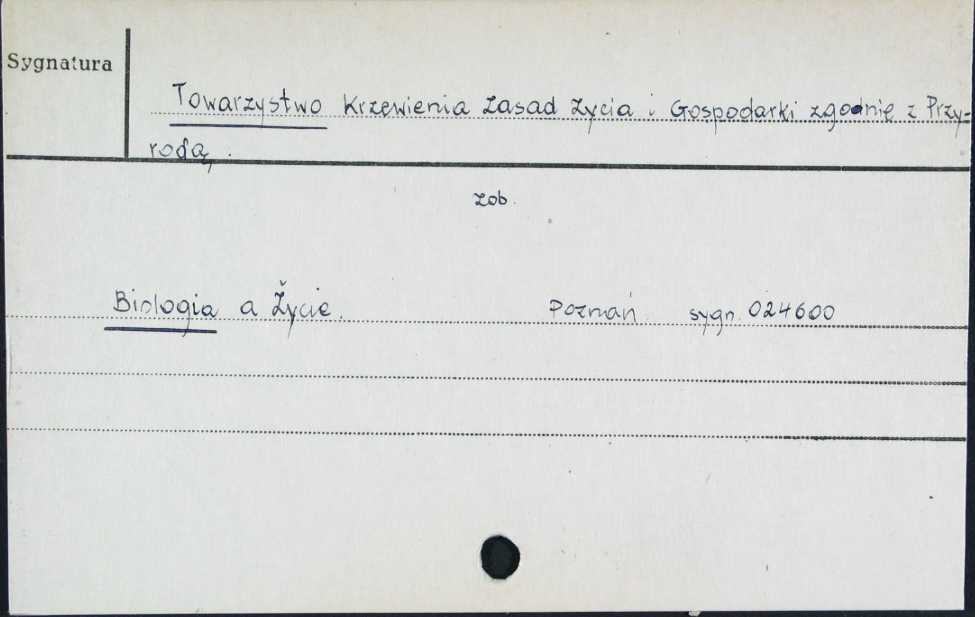 Sygnatura
Towarzystwo Krzewienia Zasad Życia i Gospodarki zgodnie z Przy-
rodą.
zob.
Biologia a Życie. Poznań sygn. 024600